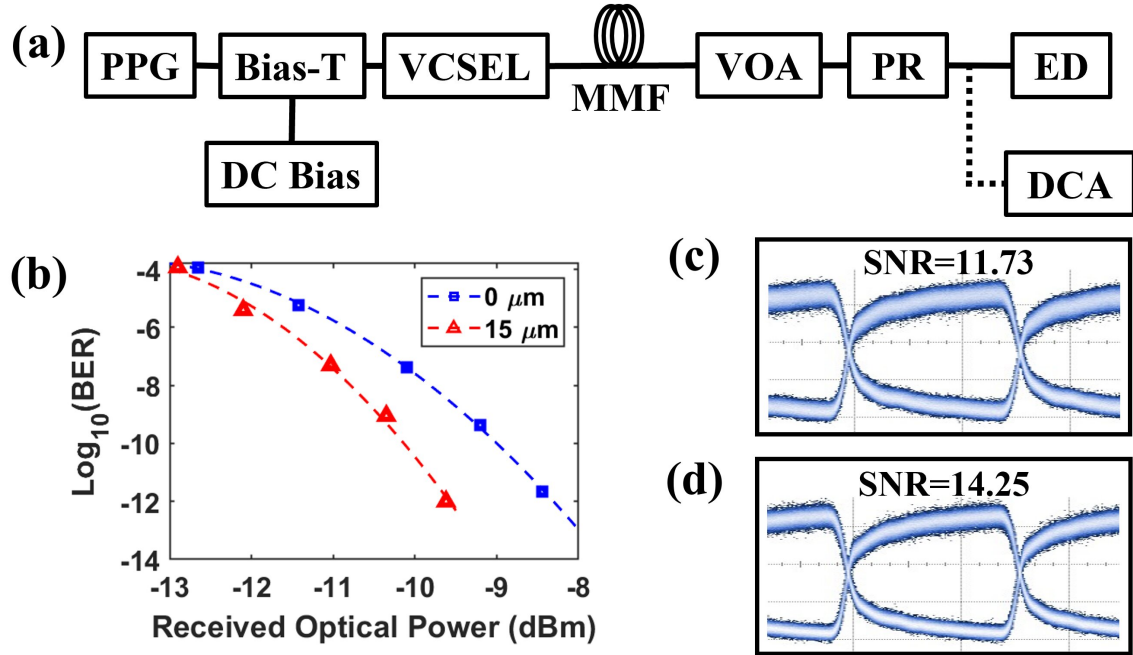 (a)
PPG Bias-T VCSEL MMF VOA PR ED
DC Bias
DCA
(b)
Log10(BER)
-4
-6
-8
-10
-12
-14
0 μm
15 μm
-13 -12 -11 -10 -9 -8
Received Optical Power (dBm)
(c)
SNR=11.73
(d)
SNR=14.25